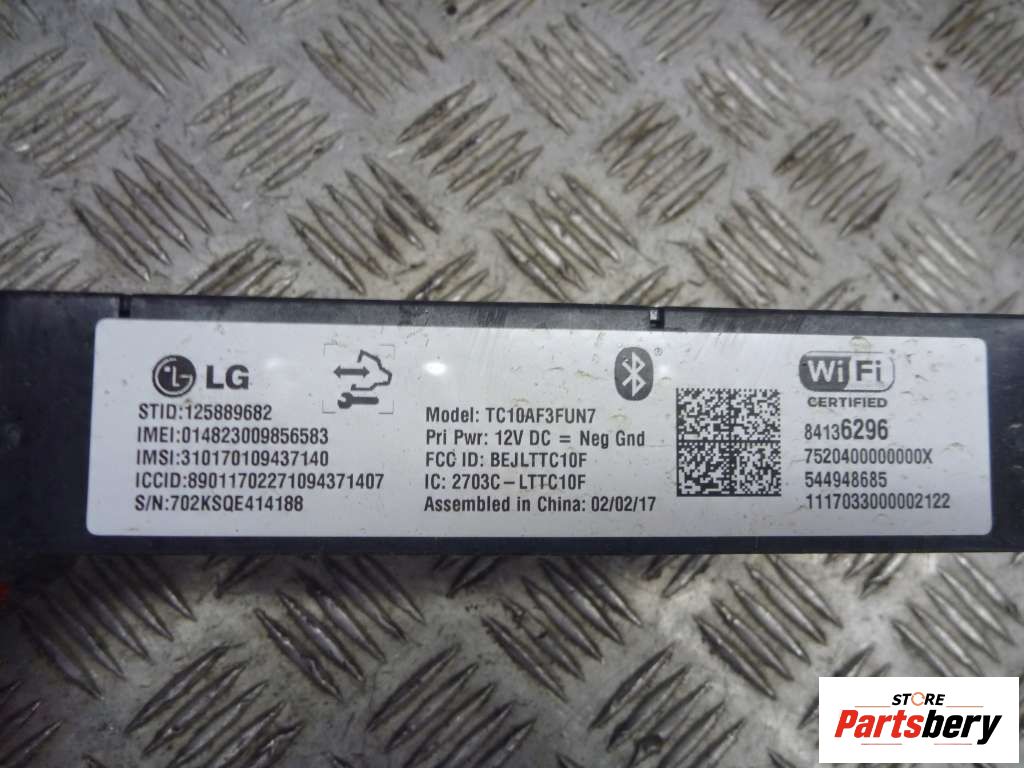 LG
STID:125889682
IMEI:014823009856583
IMSI:310170109437140
ICCID:89011702271094371407
S/N:702KSQE414188
Model: TC10AF3FUN7
Pri Pwr: 12V DC = Neg Gnd
FCC ID: BEJLTTC10F
IC: 2703C-LTTC10F
Assembled in China: 02/02/17
®
WiFi
CERTIFIED
84136296
7520400000000X
544948685
1117033000002122
STORE
Partsbery